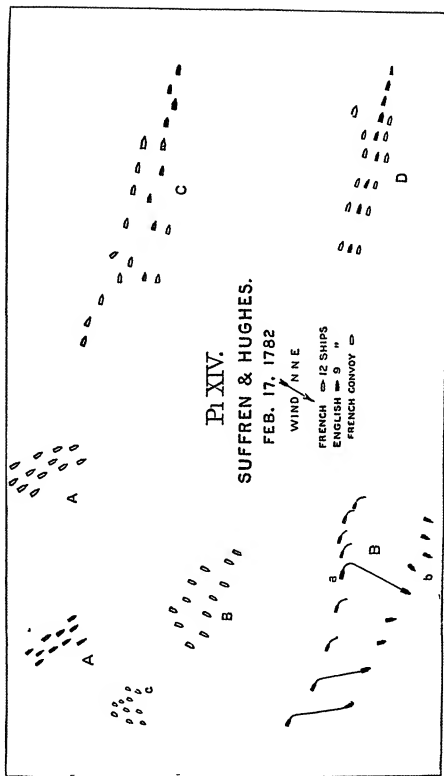 Pl XIV.
SUFFREN & HUGHES.
FEB. 17, 1782
WIND NNE
FRENCH 12 SHIPS
ENGLISH 9 "
FRENCH CONVOY
A
A
B
C
D
c
a
B
b